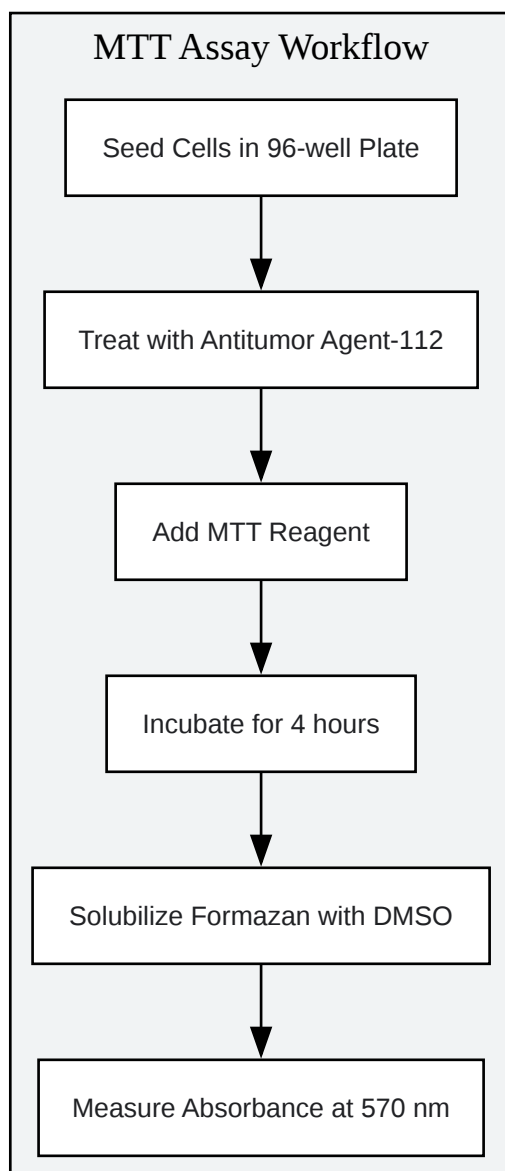 MTT Assay Workflow
Seed Cells in 96-well Plate
Treat with Antitumor Agent-112
Add MTT Reagent
Incubate for 4 hours
Solubilize Formazan with DMSO
Measure Absorbance at 570 nm